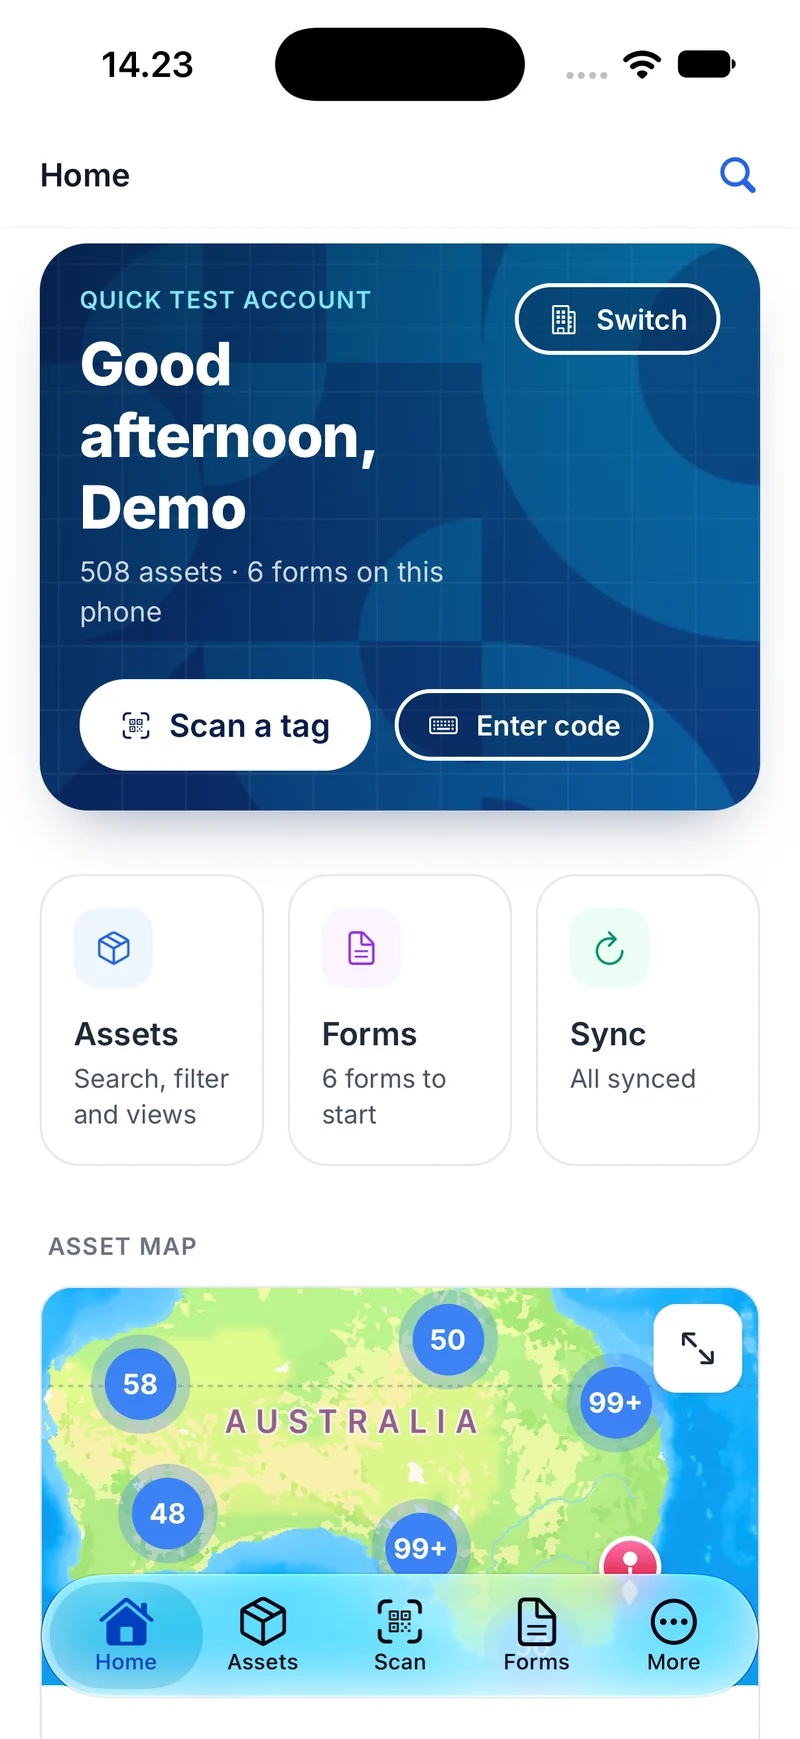 14.23
Home
QUICK TEST ACCOUNT
Switch
Good
afternoon,
Demo
508 assets · 6 forms on this
phone
Scan a tag
Enter code
Assets
Search, filter
and views
Forms
6 forms to
start
Sync
All synced
ASSET MAP
50
58
99+
AUSTRALIA
48
99+
Home
Assets
Scan
Forms
More